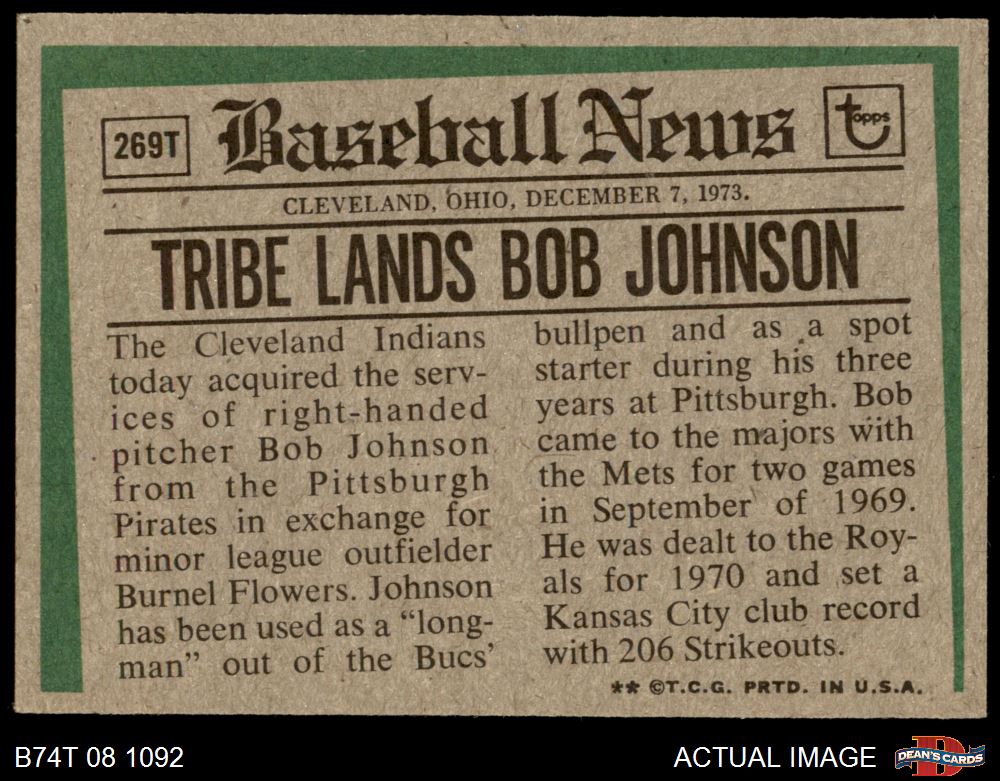 269T
Baseball News
topps
CLEVELAND, OHIO, DECEMBER 7, 1973.
TRIBE LANDS BOB JOHNSON
The Cleveland Indians
today acquired the serv-
ices of right-handed
pitcher Bob Johnson
from the Pittsburgh
Pirates in exchange for
minor league outfielder
Burnel Flowers. Johnson
has been used as a “long-
man” out of the Bucs’
bullpen and as a spot
starter during his three
years at Pittsburgh. Bob
came to the majors with
the Mets for two games
in September of 1969.
He was dealt to the Roy-
als for 1970 and set a
Kansas City club record
with 206 Strikeouts.
** ©T.C.G. PRTD. IN U.S.A.
B74T 08 1092
ACTUAL IMAGE
D
DEAN'S CARDS